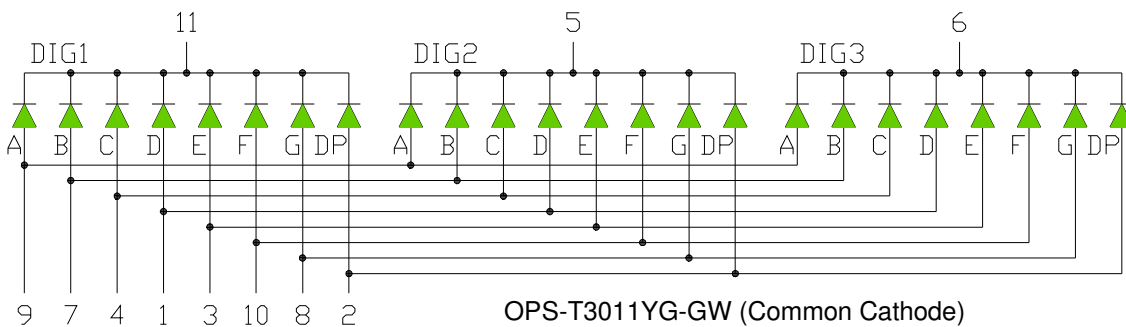 11 5 6
DIG1 DIG2 DIG3
A B C D E F G DP A B C D E F G DP A B C D E F G DP
9 7 4 1 3 10 8 2
OPS-T3011YG-GW (Common Cathode)